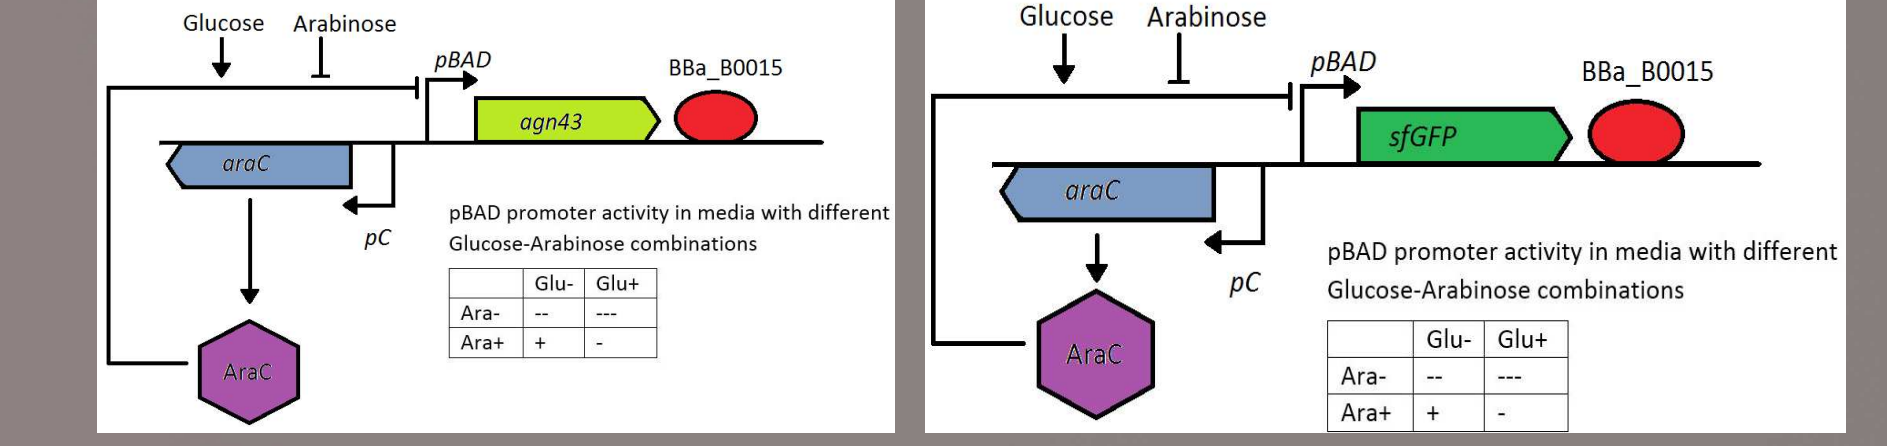 Glucose Arabinose
pBAD
BBa_B0015
agn43
araC
pC
AraC
pBAD promoter activity in media with different
Glucose-Arabinose combinations
Glu- Glu+
Ara- -- ---
Ara+ + -
Glucose Arabinose
pBAD
BBa_B0015
sfGFP
araC
pC
AraC
pBAD promoter activity in media with different
Glucose-Arabinose combinations
Glu- Glu+
Ara- -- ---
Ara+ + -